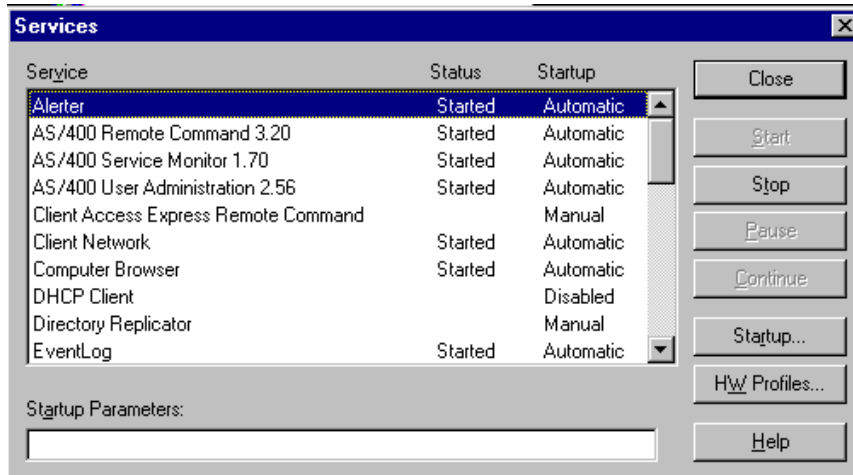 Services
Service Status Startup
Alerter Started Automatic
AS/400 Remote Command 3.20 Started Automatic
AS/400 Service Monitor 1.70 Started Automatic
AS/400 User Administration 2.56 Started Automatic
Client Access Express Remote Command Manual
Client Network Started Automatic
Computer Browser Started Automatic
DHCP Client Disabled
Directory Replicator Manual
EventLog Started Automatic
Startup Parameters:
Close
Start
Stop
Pause
Continue
Startup...
HW Profiles...
Help